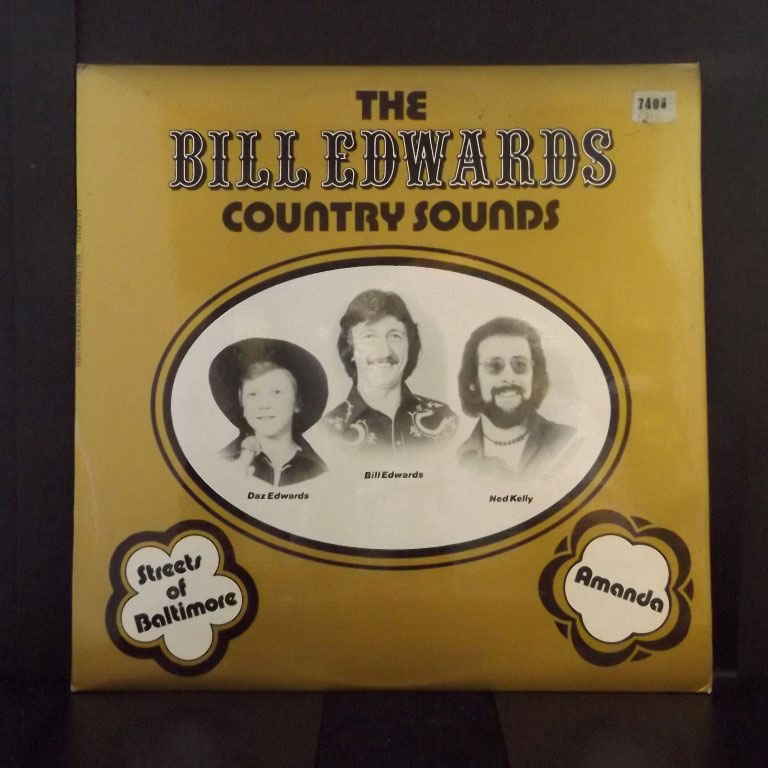 THE
BILL EDWARDS
COUNTRY SOUNDS
Daz Edwards
Bill Edwards
Ned Kelly
Streets
of
Baltimore
Amanda